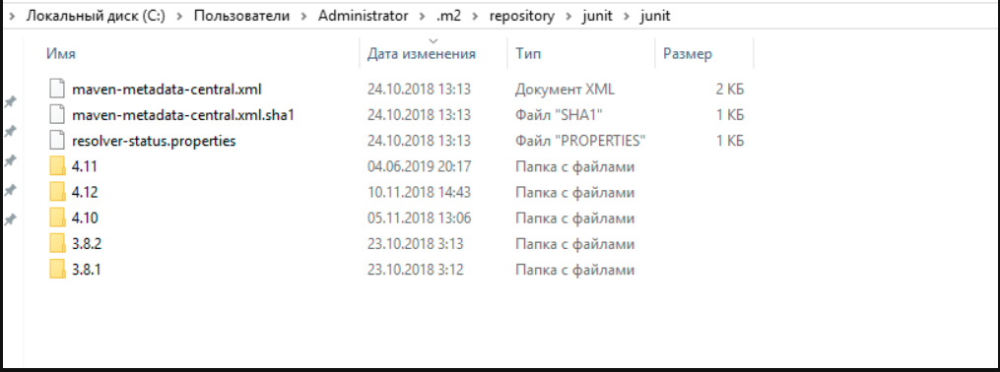 > Локальный диск (C:) > Пользователи > Administrator > .m2 > repository > junit > junit
Имя Дата изменения Тип Размер
maven-metadata-central.xml 24.10.2018 13:13 Документ XML 2 КБ
maven-metadata-central.xml.sha1 24.10.2018 13:13 Файл "SHA1" 1 КБ
resolver-status.properties 24.10.2018 13:13 Файл "PROPERTIES" 1 КБ
4.11 04.06.2019 20:17 Папка с файлами
4.12 10.11.2018 14:43 Папка с файлами
4.10 05.11.2018 13:06 Папка с файлами
3.8.2 23.10.2018 3:13 Папка с файлами
3.8.1 23.10.2018 3:12 Папка с файлами